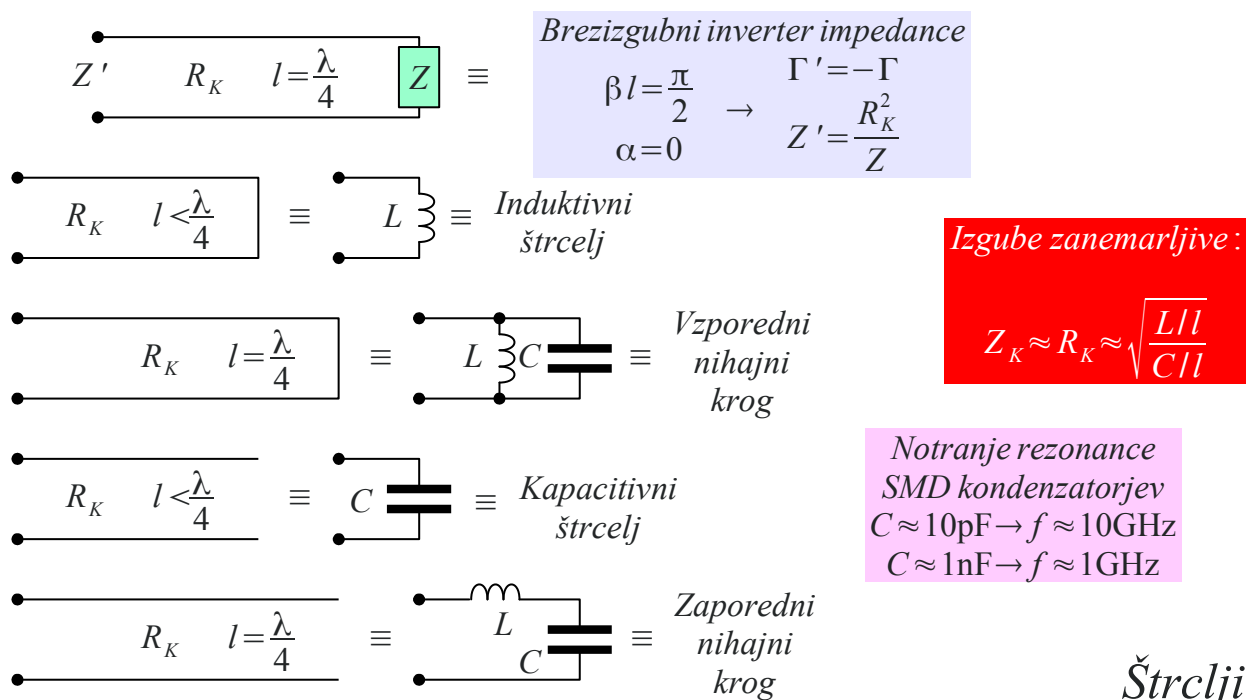 Z' R_K l=λ/4 Z ≡
Brezizgubni inverter impedance
βl=π/2
α=0
→
Γ'=−Γ
Z'=R_K^2/Z
R_K l<λ/4 ≡ L ≡ Induktivni
štrcelj
Izgube zanemarljive:
Z_K≈R_K≈√((L/l)/(C/l))
R_K l=λ/4 ≡ L C ≡ Vzporedni
nihajni
krog
R_K l<λ/4 ≡ C ≡ Kapacitivni
štrcelj
Notranje rezonance
SMD kondenzatorjev
C≈10pF→f≈10GHz
C≈1nF→f≈1GHz
R_K l=λ/4 ≡ L C ≡ Zaporedni
nihajni
krog
Štrclji